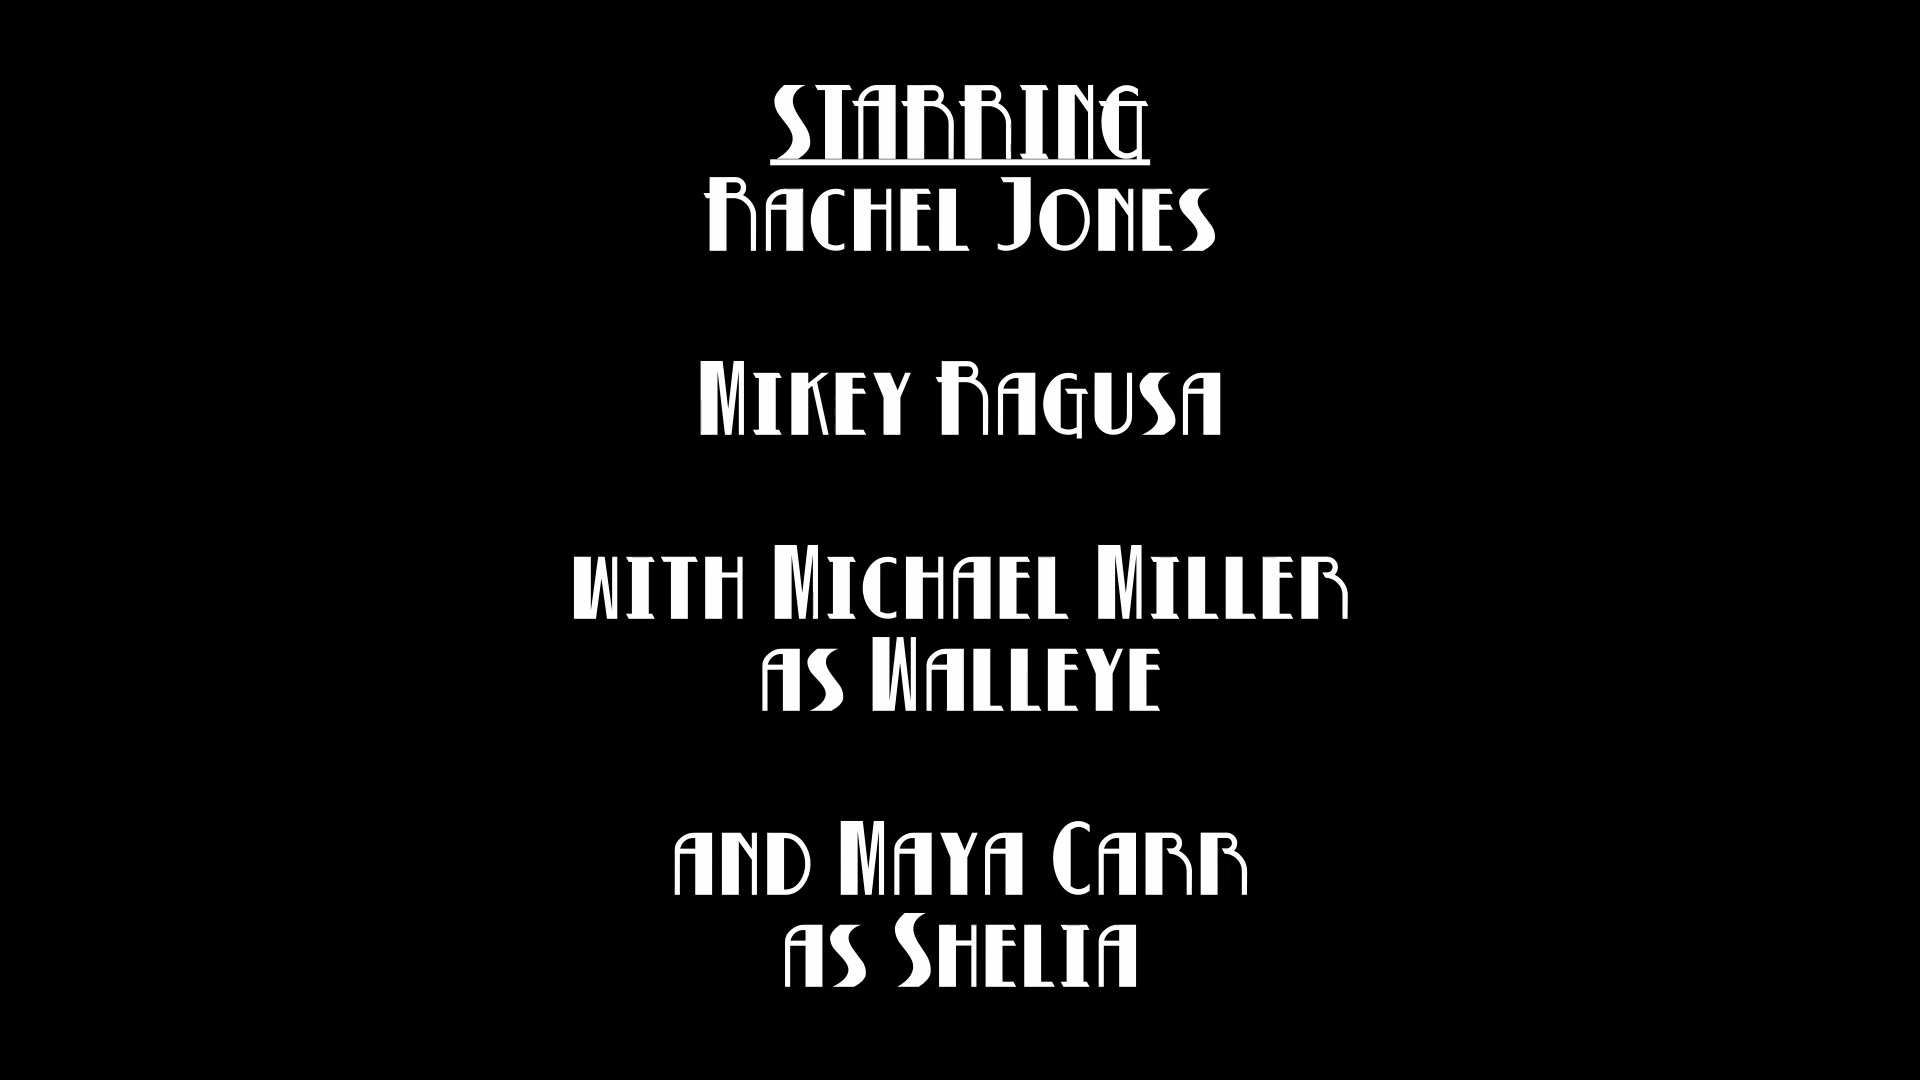 STARRING
Rachel Jones
Mikey Ragusa
with Michael Miller
as Walleye
and Maya Carr
as Shelia